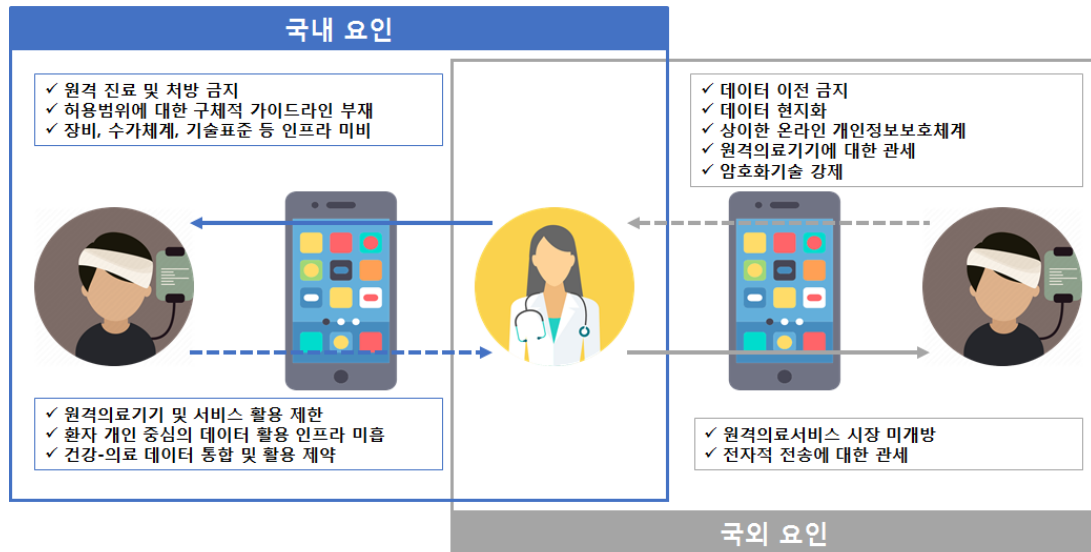 국내 요인
✓ 원격 진료 및 처방 금지
✓ 허용범위에 대한 구체적 가이드라인 부재
✓ 장비, 수가체계, 기술표준 등 인프라 미비
✓ 데이터 이전 금지
✓ 데이터 현지화
✓ 상이한 온라인 개인정보보호체계
✓ 원격의료기기에 대한 관세
✓ 암호화기술 강제
✓ 원격의료기기 및 서비스 활용 제한
✓ 환자 개인 중심의 데이터 활용 인프라 미흡
✓ 건강-의료 데이터 통합 및 활용 제약
✓ 원격의료서비스 시장 미개방
✓ 전자적 전송에 대한 관세
국외 요인